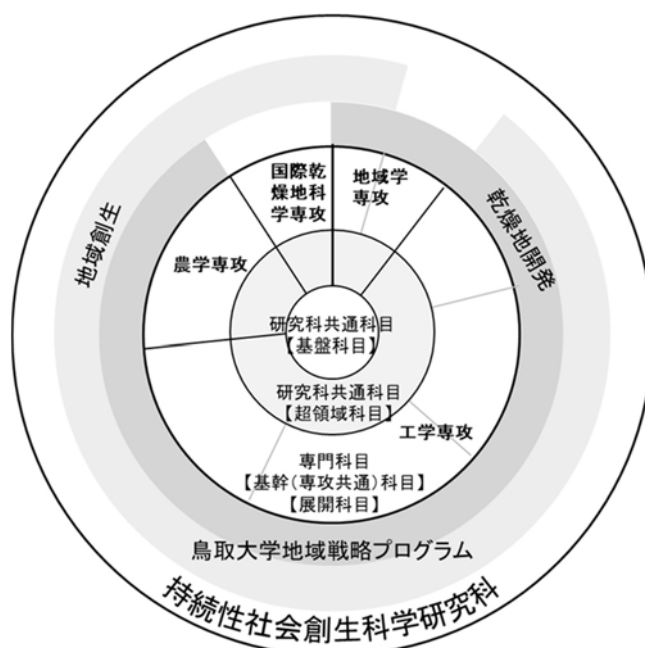 国際乾
燥地科
学専攻
地域学
専攻
地域創生
乾燥地開発
農学専攻
研究科共通科目
【基盤科目】
研究科共通科目
【超領域科目】
工学専攻
専門科目
【基幹(専攻共通)科目】
【展開科目】
鳥取大学地域戦略プログラム
持続性社会創生科学研究科